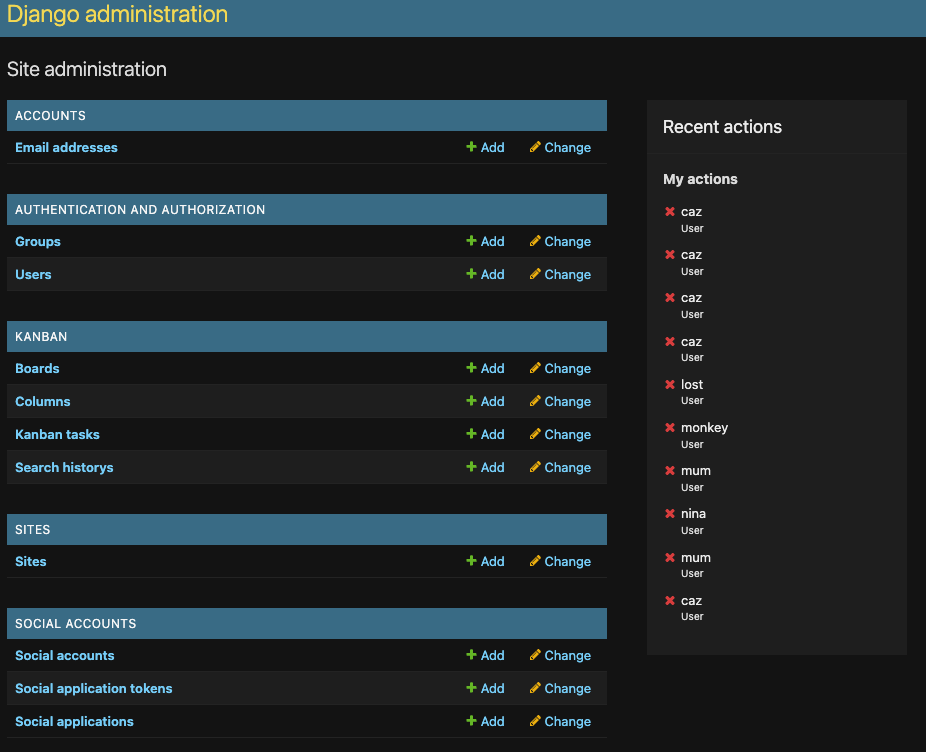 Django administration
Site administration
ACCOUNTS
Email addresses Add Change
AUTHENTICATION AND AUTHORIZATION
Groups Add Change
Users Add Change
KANBAN
Boards Add Change
Columns Add Change
Kanban tasks Add Change
Search historys Add Change
SITES
Sites Add Change
SOCIAL ACCOUNTS
Social accounts Add Change
Social application tokens Add Change
Social applications Add Change
Recent actions
My actions
caz
User
caz
User
caz
User
caz
User
lost
User
monkey
User
mum
User
nina
User
mum
User
caz
User